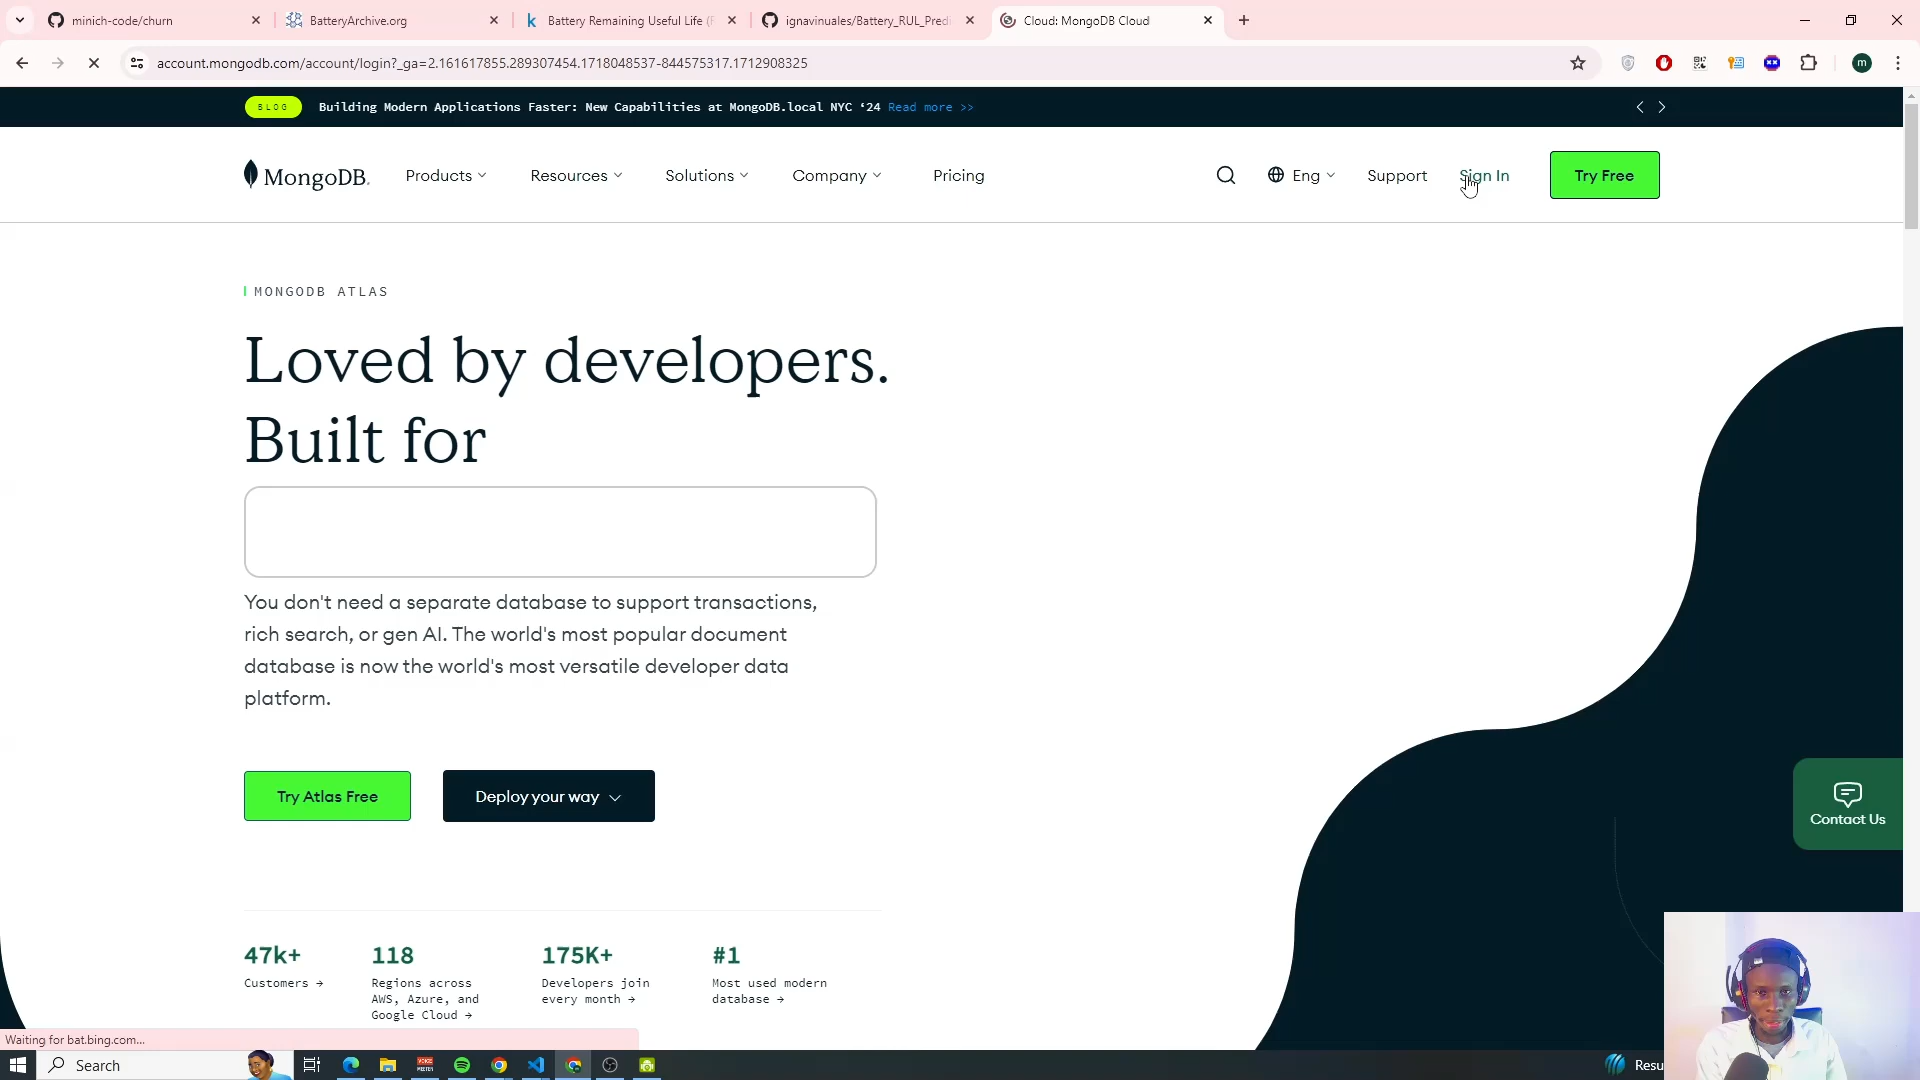 minich-code/churn
BatteryArchive.org
Battery Remaining Useful Life (
ignavinuales/Battery_RUL_Pred
Cloud: MongoDB Cloud
account.mongodb.com/account/login?_ga=2.161617855.289307454.1718048537-844575317.1712908325
m
BLOG
Building Modern Applications Faster: New Capabilities at MongoDB.local NYC ‘24 Read more >>
MongoDB.
Products
Resources
Solutions
Company
Pricing
Eng
Support
Sign In
Try Free
MONGODB ATLAS
Loved by developers.
Built for
You don't need a separate database to support transactions,
rich search, or gen AI. The world's most popular document
database is now the world's most versatile developer data
platform.
Try Atlas Free
Deploy your way
Contact Us
47k+
Customers →
118
Regions across
AWS, Azure, and
Google Cloud →
175K+
Developers join
every month →
#1
Most used modern
database →
Waiting for bat.bing.com...
Search
Resu